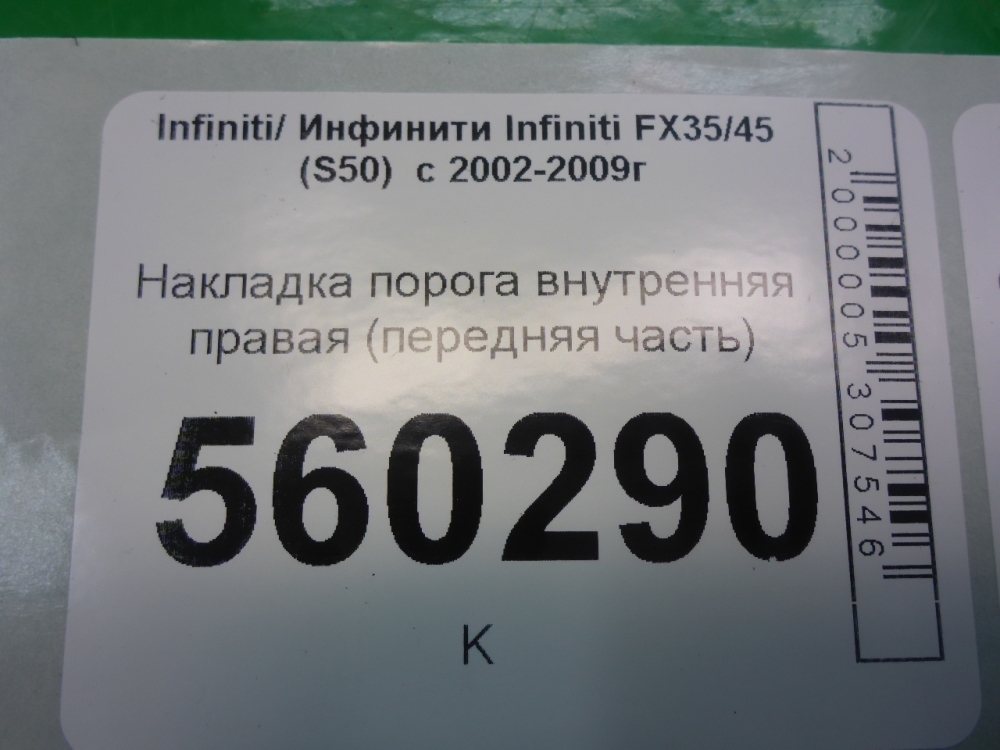 Infiniti/ Инфинити Infiniti FX35/45
(S50) с 2002-2009г
Накладка порога внутренняя
правая (передняя часть)
560290
К
2000005307546